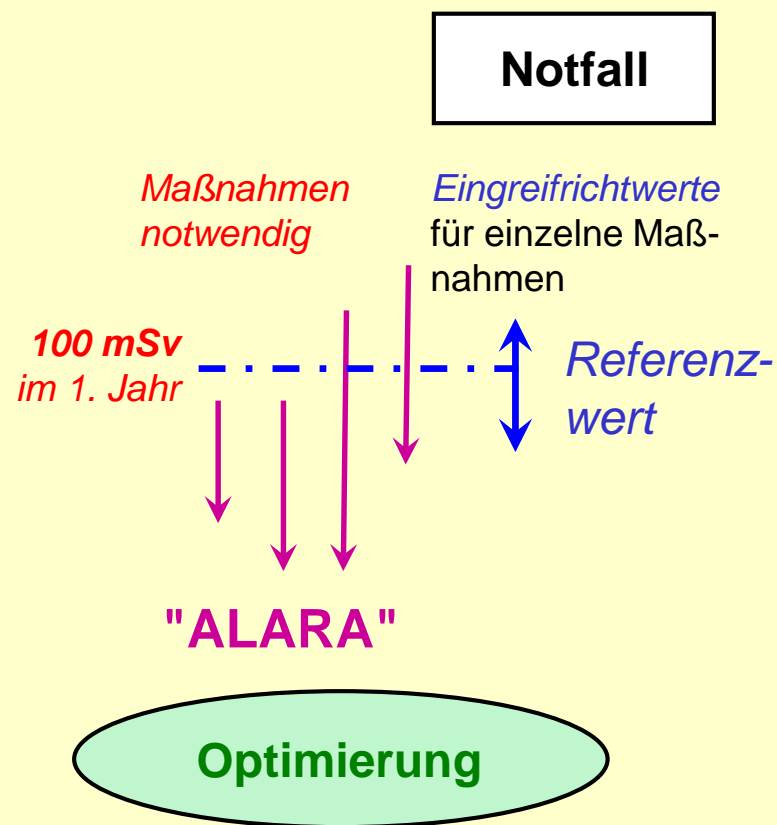 Notfall
Maßnahmen
notwendig
Eingreifrichtwerte
für einzelne Maß-
nahmen
100 mSv
im 1. Jahr
Referenz-
wert
"ALARA"
Optimierung